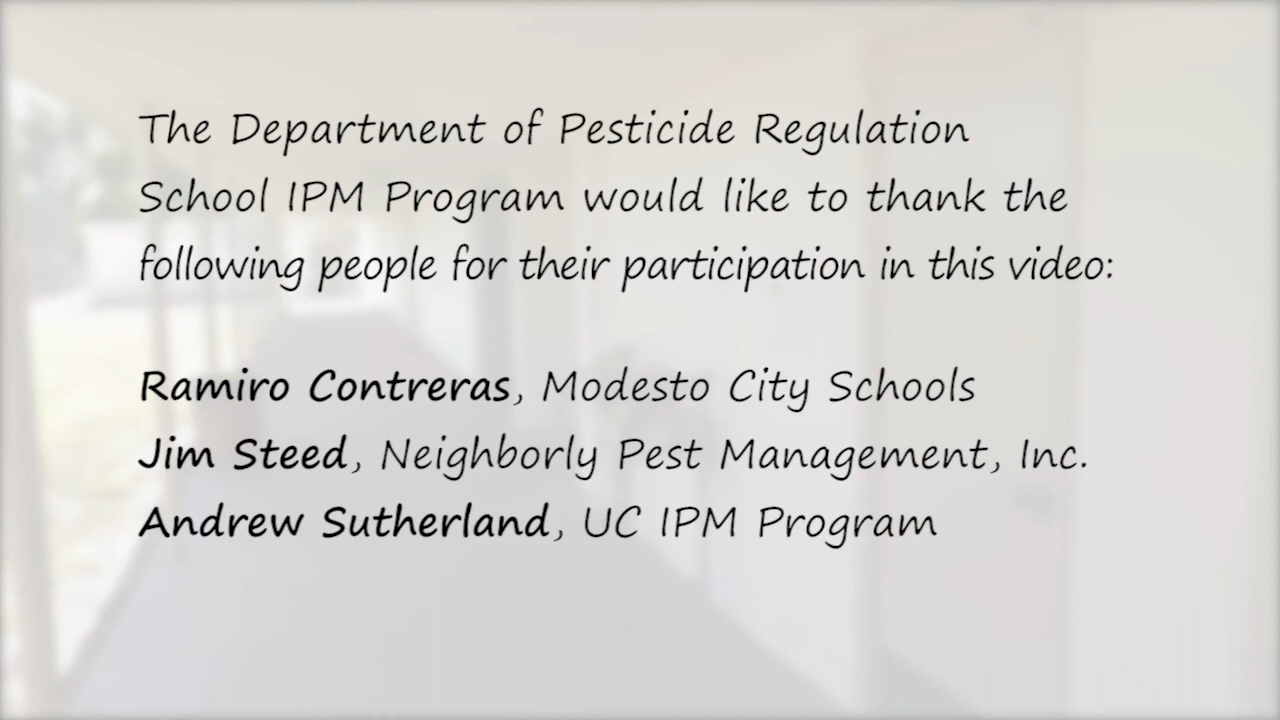 The Department of Pesticide Regulation
School IPM Program would like to thank the
following people for their participation in this video:
Ramiro Contreras, Modesto City Schools
Jim Steed, Neighborly Pest Management, Inc.
Andrew Sutherland, UC IPM Program